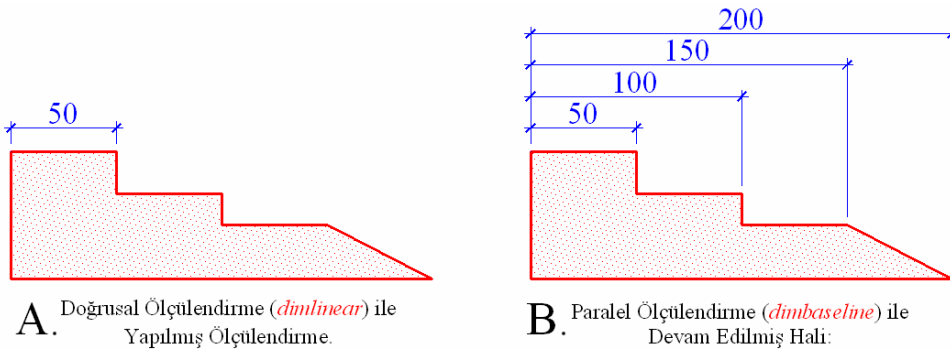 50
A. Doğrusal Ölçülendirme (dimlinear) ile
Yapılmış Ölçülendirme.
200
150
100
50
B. Paralel Ölçülendirme (dimbaseline) ile
Devam Edilmiş Hali: